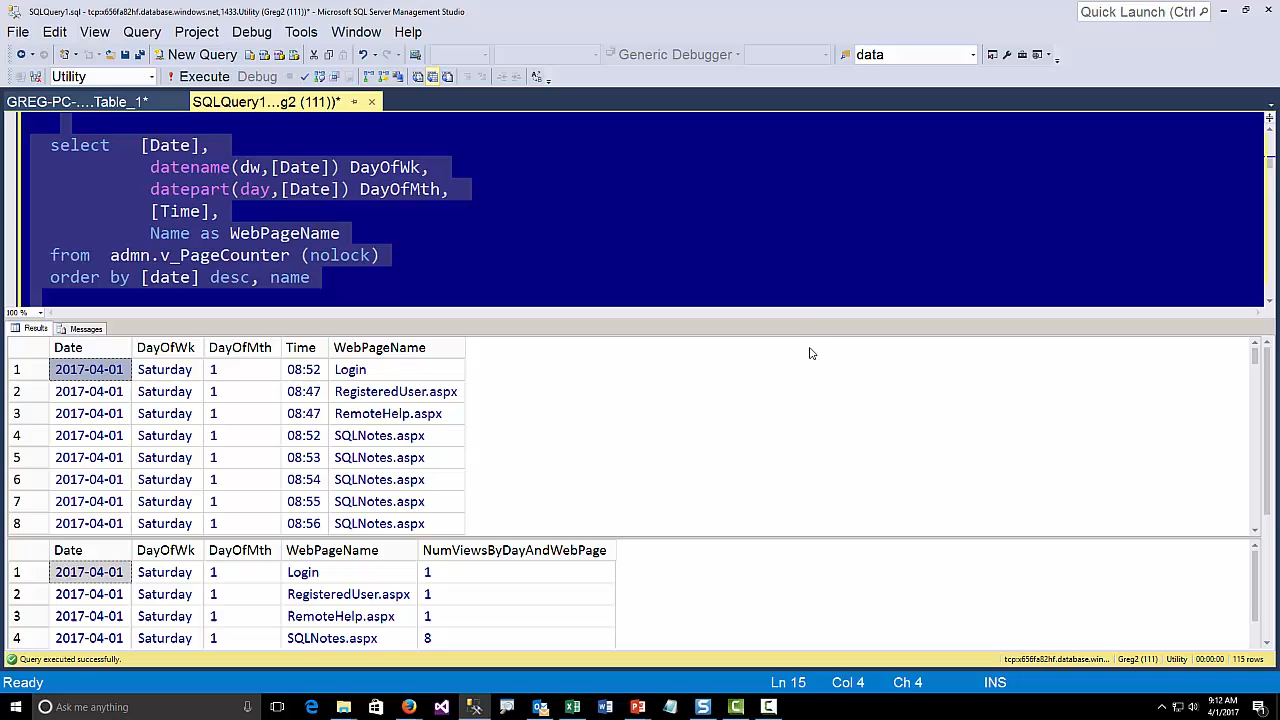 SQLQuery1.sql - tcp:x656fa82hf.database.windows.net,1433.Utility (Greg2 (111))* - Microsoft SQL Server Management Studio
Quick Launch (Ctrl
File Edit View Query Project Debug Tools Window Help
New Query
Generic Debugger
data
Utility
Execute Debug
GREG-PC-....Table_1*
SQLQuery1...g2 (111))*
select [Date],
datename(dw,[Date]) DayOfWk,
datepart(day,[Date]) DayOfMth,
[Time],
Name as WebPageName
from admn.v_PageCounter (nolock)
order by [date] desc, name
100 %
Results Messages
Date DayOfWk DayOfMth Time WebPageName
1 2017-04-01 Saturday 1 08:52 Login
2 2017-04-01 Saturday 1 08:47 RegisteredUser.aspx
3 2017-04-01 Saturday 1 08:47 RemoteHelp.aspx
4 2017-04-01 Saturday 1 08:52 SQLNotes.aspx
5 2017-04-01 Saturday 1 08:53 SQLNotes.aspx
6 2017-04-01 Saturday 1 08:54 SQLNotes.aspx
7 2017-04-01 Saturday 1 08:55 SQLNotes.aspx
8 2017-04-01 Saturday 1 08:56 SQLNotes.aspx
Date DayOfWk DayOfMth WebPageName NumViewsByDayAndWebPage
1 2017-04-01 Saturday 1 Login 1
2 2017-04-01 Saturday 1 RegisteredUser.aspx 1
3 2017-04-01 Saturday 1 RemoteHelp.aspx 1
4 2017-04-01 Saturday 1 SQLNotes.aspx 8
Query executed successfully.
tcp:x656fa82hf.database.win... Greg2 (111) Utility 00:00:00 115 rows
Ready
Ln 15 Col 4 Ch 4 INS
Ask me anything
9:12 AM
4/1/2017